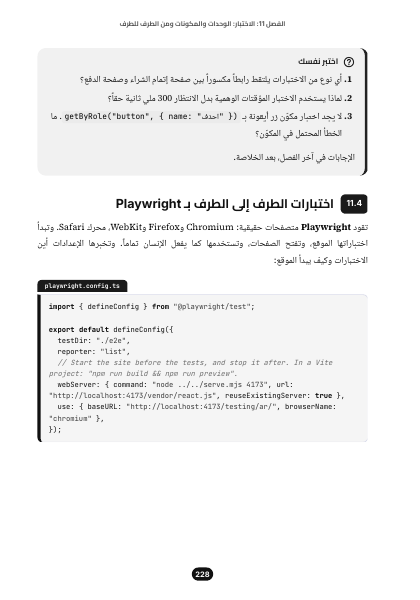 الفصل 11: الاختبار: الوحدات والمكونات ومن الطرف للطرف
اختبر نفسك
1. أي نوع من الاختبارات يلتقط رابطاً مكسوراً بين صفحة إتمام الشراء وصفحة الدفع؟
2. لماذا يستخدم الاختبار المؤقتات الوهمية بدل الانتظار 300 ملي ثانية حقاً؟
3. لا يجد اختبار مكوّن زر أيقونة بـ getByRole("button", { name: "احذف" }) . ما
الخطأ المحتمل في المكوّن؟
الإجابات في آخر الفصل، بعد الخلاصة.
11.4 اختبارات الطرف إلى الطرف بـ Playwright
تقود Playwright متصفحات حقيقية: Chromium وFirefox وWebKit، محرك Safari. وتبدأ
اختباراتها الموقع، وتفتح الصفحات، وتستخدمها كما يفعل الإنسان تماماً. وتخبرها الإعدادات أين
الاختبارات وكيف يبدأ الموقع:
playwright.config.ts
import { defineConfig } from "@playwright/test";
export default defineConfig({
testDir: "./e2e",
reporter: "list",
// Start the site before the tests, and stop it after. In a Vite
project: "npm run build && npm run preview".
webServer: { command: "node ../../serve.mjs 4173", url:
"http://localhost:4173/vendor/react.js", reuseExistingServer: true },
use: { baseURL: "http://localhost:4173/testing/ar/", browserName:
"chromium" },
});
228